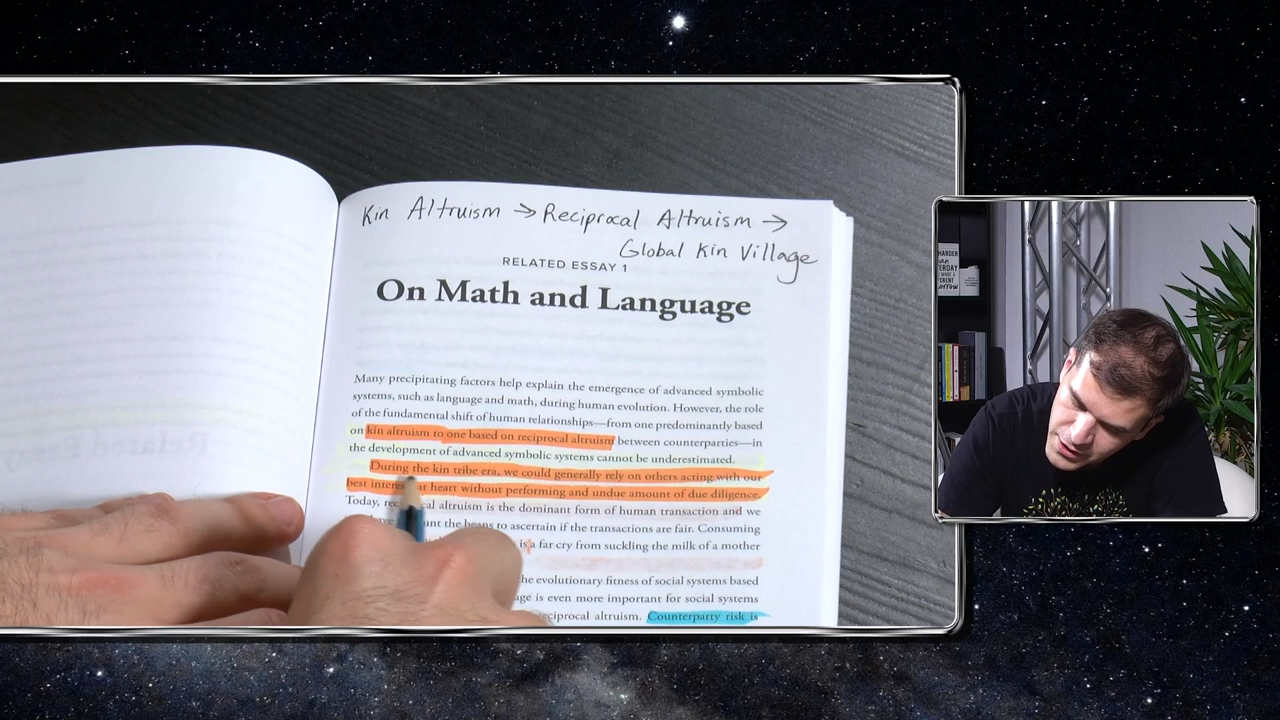 Kin Altruism → Reciprocal Altruism →
Global Kin Village
RELATED ESSAY 1
On Math and Language
Many precipitating factors help explain the emergence of advanced symbolic
systems, such as language and math, during human evolution. However, the role
of the fundamental shift of human relationships—from one predominantly based
on kin altruism to one based on reciprocal altruism between counterparties—in
the development of advanced symbolic systems cannot be underestimated.
During the kin tribe era, we could generally rely on others acting with our
best interests at heart without performing and undue amount of due diligence.
Today, reciprocal altruism is the dominant form of human transaction and we
count the beans to ascertain if the transactions are fair. Consuming
is a far cry from suckling the milk of a mother
the evolutionary fitness of social systems based
is even more important for social systems
reciprocal altruism. Counterparty risk is
HARDER